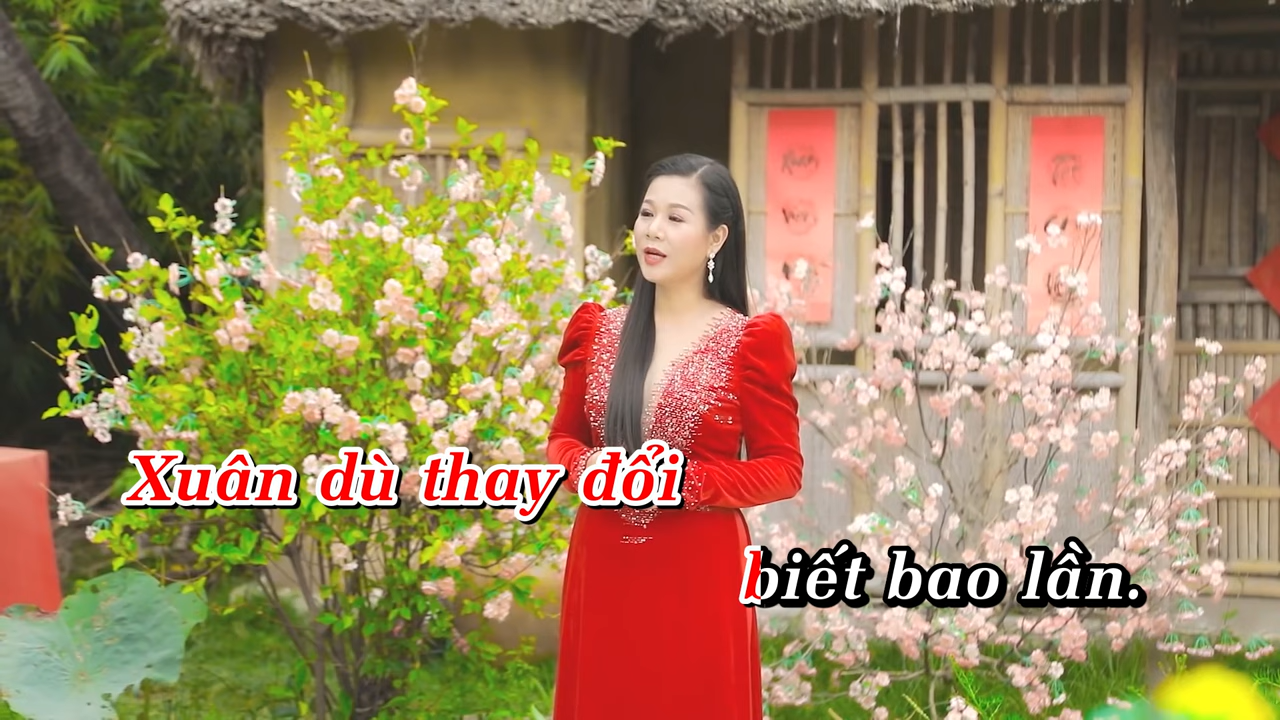 Xuân dù thay đổi
biết bao lần.